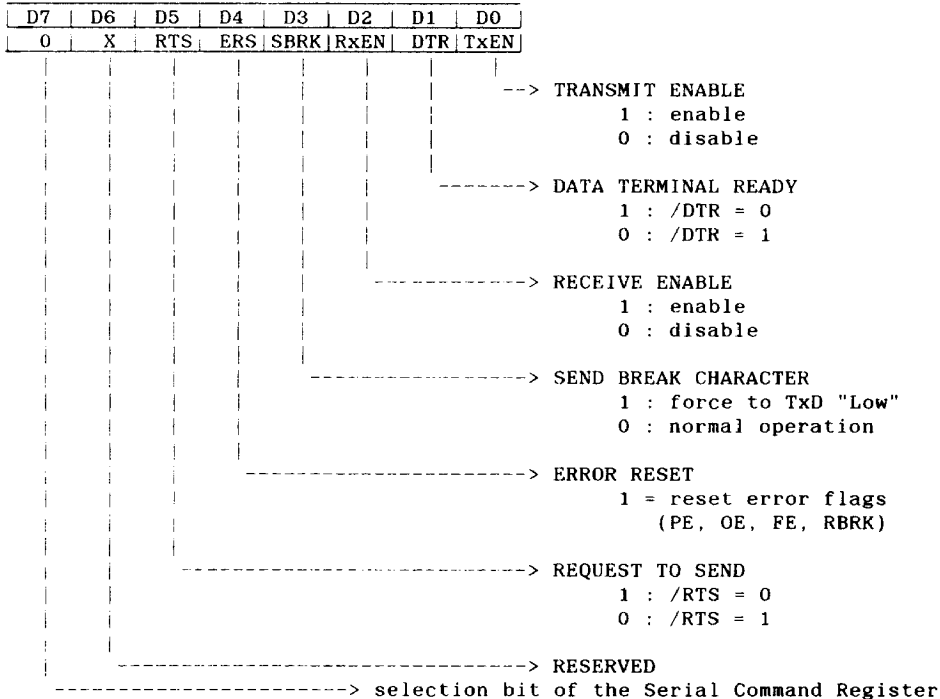 D7 | D6 | D5 | D4 | D3 | D2 | D1 | D0
0 | X | RTS | ERS | SBRK | RxEN | DTR | TxEN
--> TRANSMIT ENABLE
1 : enable
0 : disable
-------> DATA TERMINAL READY
1 : /DTR = 0
0 : /DTR = 1
------------> RECEIVE ENABLE
1 : enable
0 : disable
-----------------> SEND BREAK CHARACTER
1 : force to TxD "Low"
0 : normal operation
----------------------> ERROR RESET
1 = reset error flags
(PE, OE, FE, RBRK)
---------------------------> REQUEST TO SEND
1 : /RTS = 0
0 : /RTS = 1
--------------------------------> RESERVED
-----------------------> selection bit of the Serial Command Register